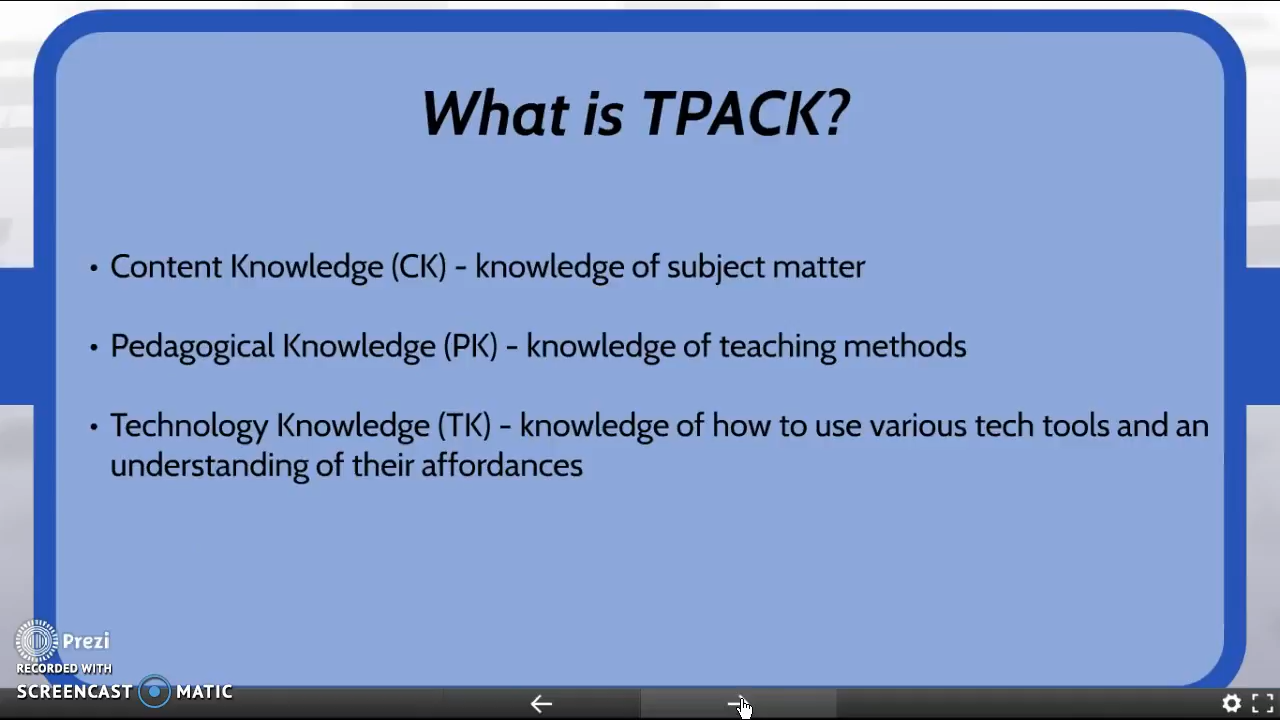 What is TPACK?
• Content Knowledge (CK) - knowledge of subject matter
• Pedagogical Knowledge (PK) - knowledge of teaching methods
• Technology Knowledge (TK) - knowledge of how to use various tech tools and an
understanding of their affordances
Prezi
RECORDED WITH
SCREENCAST MATIC